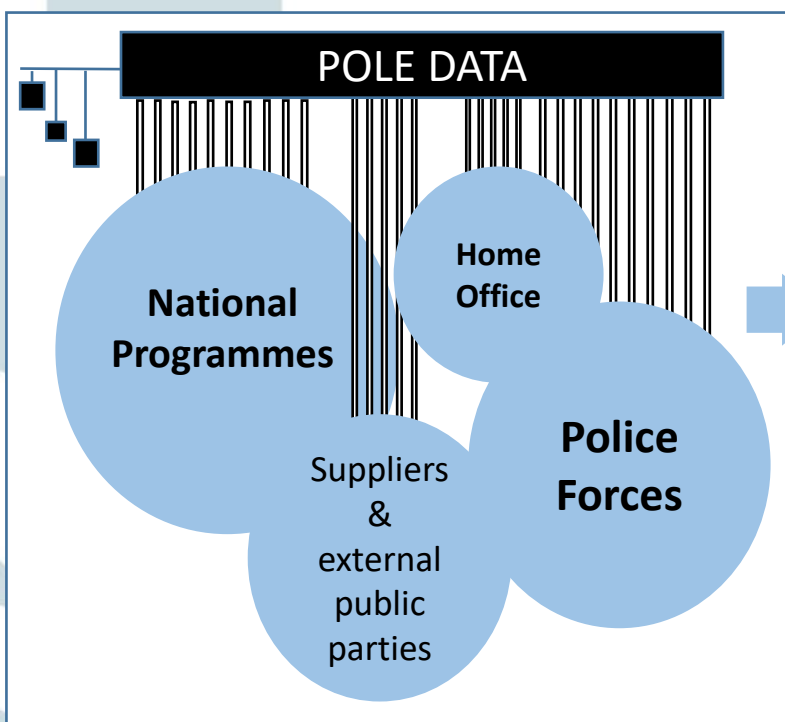 POLE DATA
Home
Office
National
Programmes
Police
Forces
Suppliers
&
external
public
parties